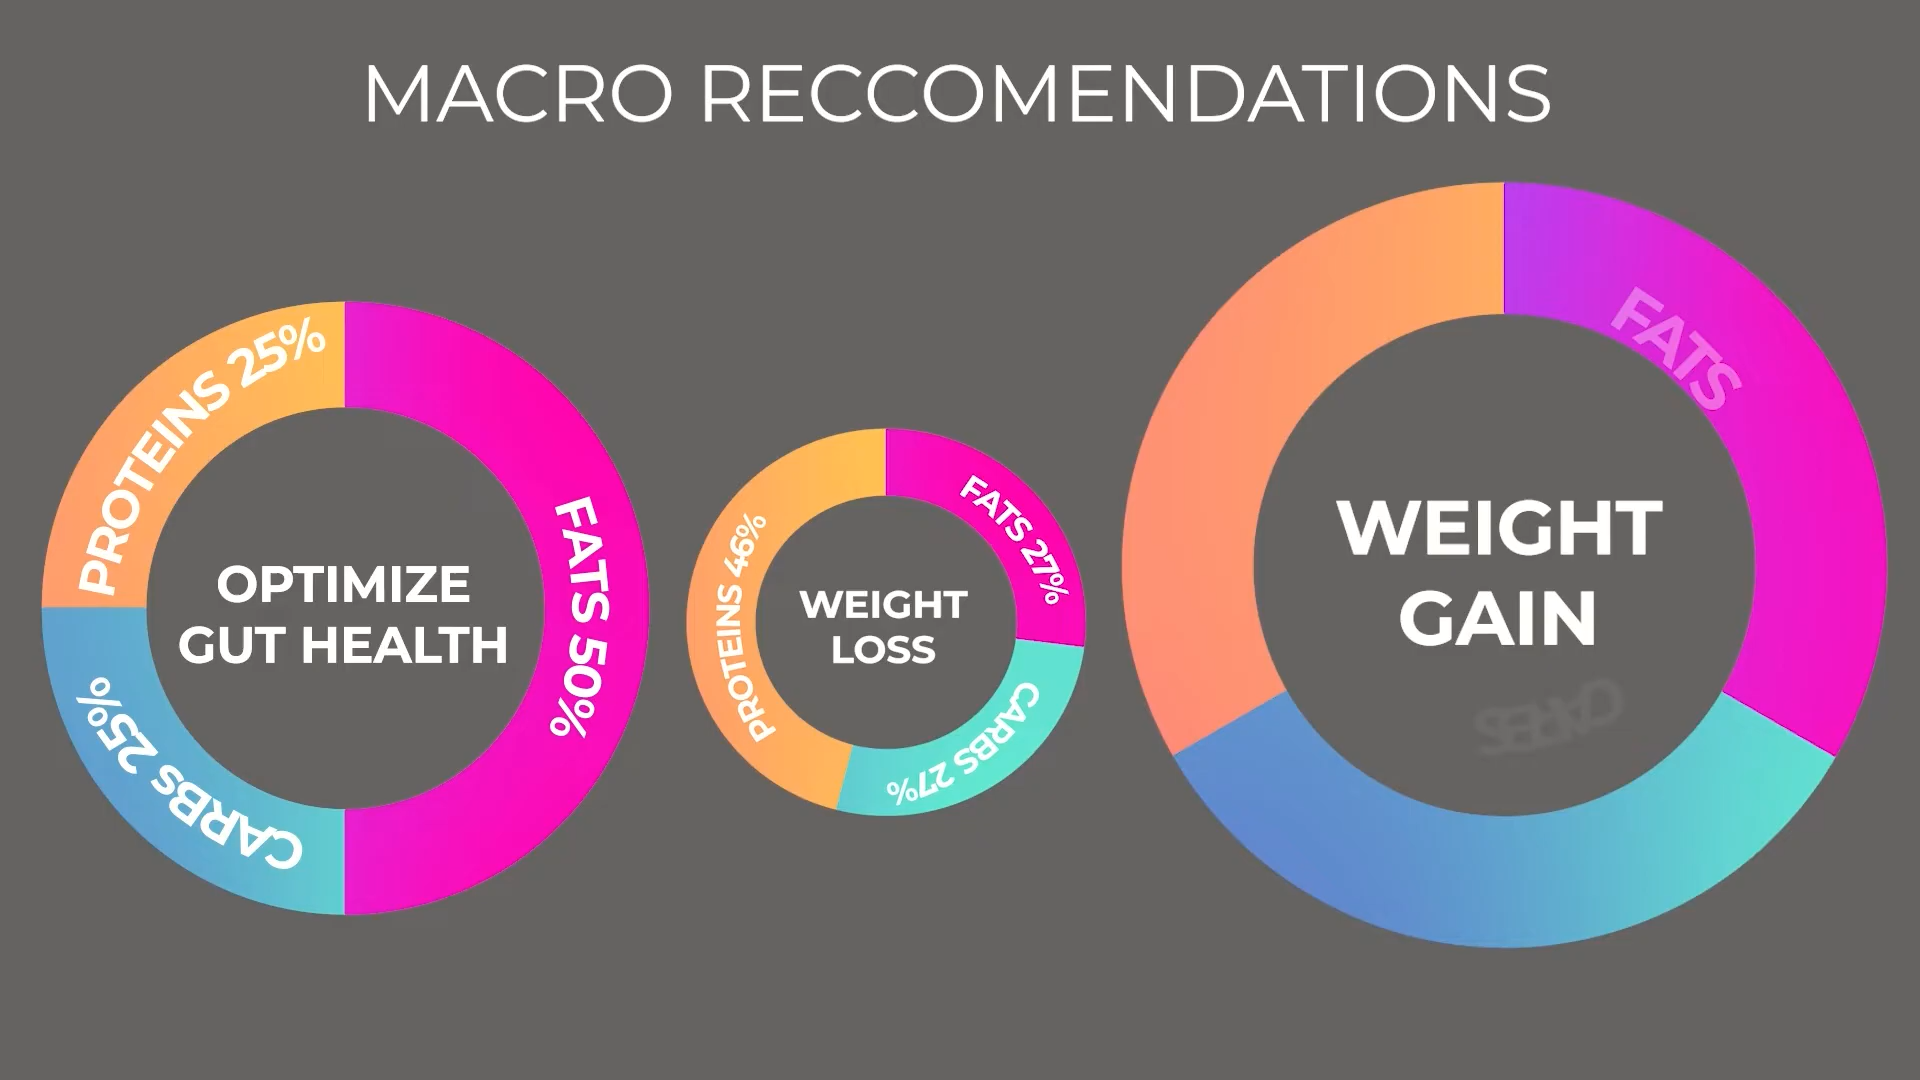 MACRO RECCOMENDATIONS
PROTEINS 25%
FATS 50%
CARBS 25%
OPTIMIZE
GUT HEALTH
PROTEINS 46%
FATS 27%
CARBS 27%
WEIGHT
LOSS
FATS
WEIGHT
GAIN
CARBS